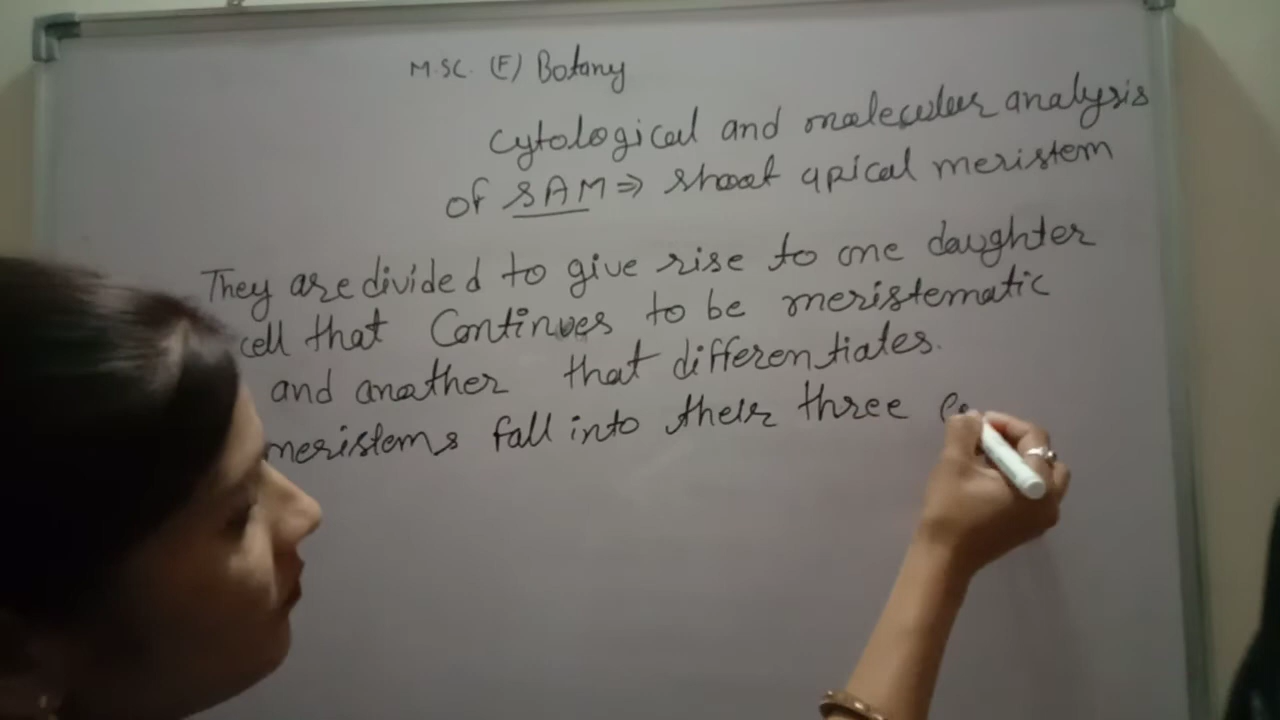 M.SC. (F) Botany
Cytological and molecular analysis
of SAM ⇒ shoot apical meristem
They are divided to give rise to one daughter
cell that Continues to be meristematic
and another that differentiates.
meristems fall into their three